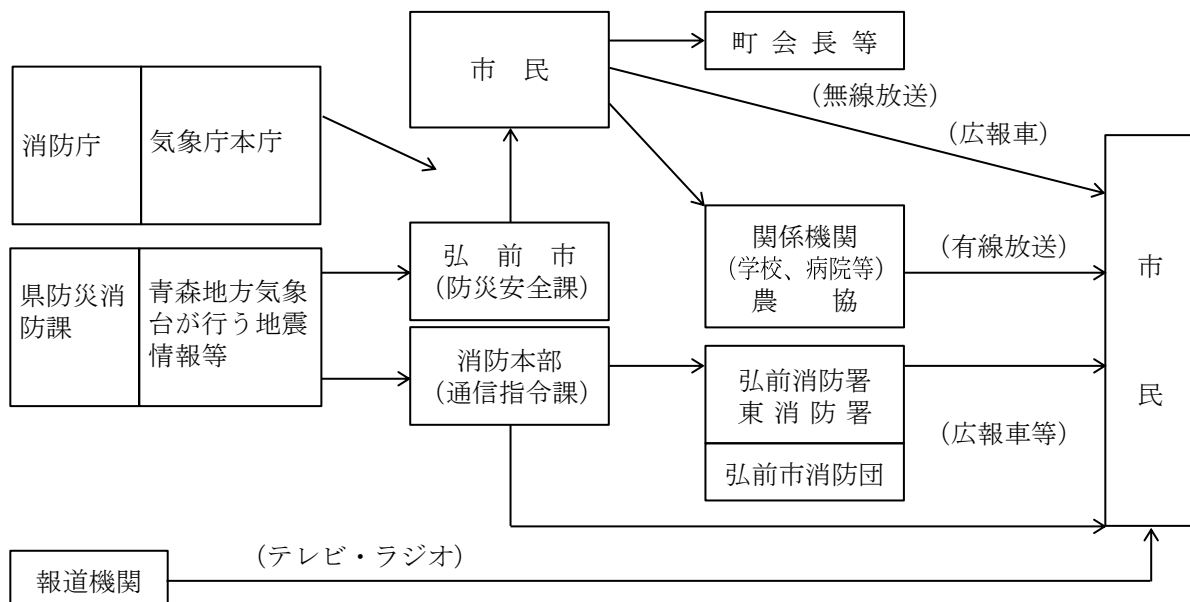 市　民
町 会 長 等
消防庁
気象庁本庁
（無線放送）
（広報車）
弘　前　市
（防災安全課）
関係機関
（学校、病院等）
農　　協
（有線放送）
市
民
県防災消
防課
青森地方気象
台が行う地震
情報等
消防本部
（通信指令課）
弘前消防署
東 消 防 署
弘前市消防団
（広報車等）
報道機関
（テレビ・ラジオ）